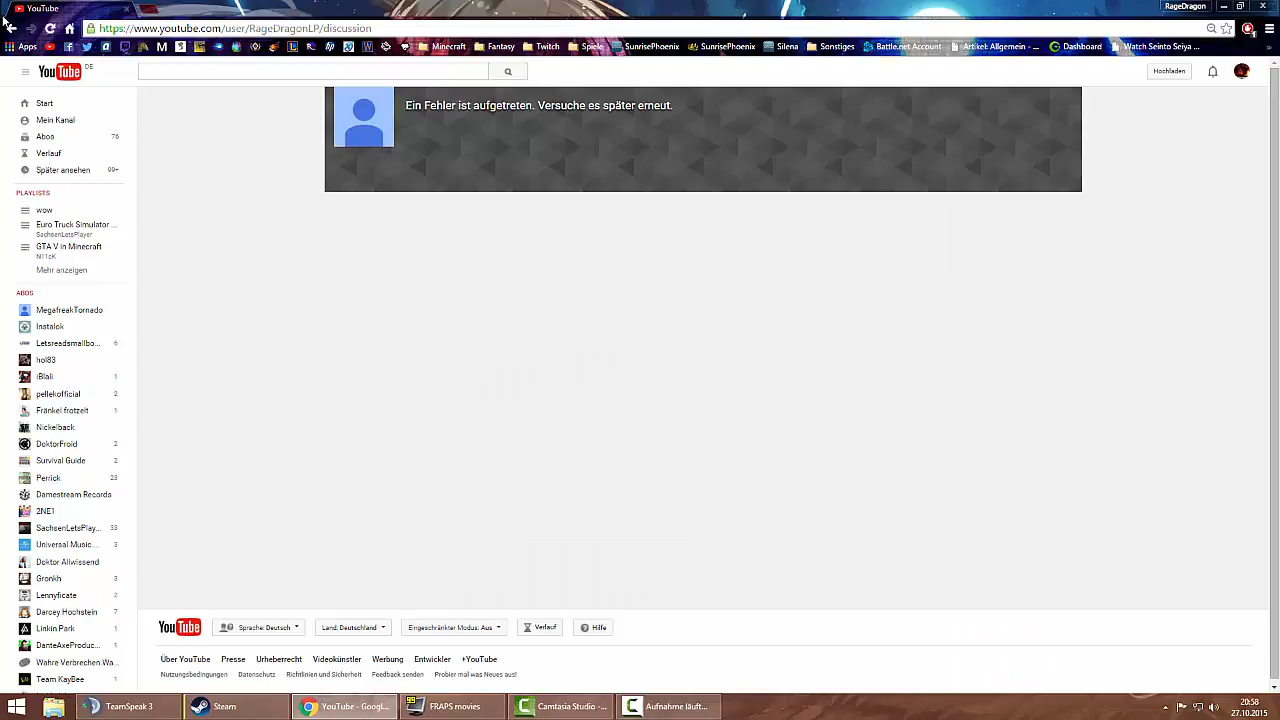 YouTube
RageDragon
https://www.youtube.com/user/RageDragonLP/discussion
Apps
Minecraft
Fantasy
Twitch
Spiele
SunrisePhoenix
SunrisePhoenix
Silena
Sonstiges
Battle.net Account
Artikel Allgemein - ...
Dashboard
Watch Seinto Seiya ...
YouTube DE
Hochladen
Start
Mein Kanal
Abos 76
Verlauf
Später ansehen 99+
PLAYLISTS
wow
Euro Truck Simulator ...
SachsenLetsPlayer
GTA V in Minecraft
N11cK
Mehr anzeigen
ABOS
MegafreakTornado
Instalok
Letsreadsmallbo... 6
hol83
iBlali 1
pellekofficial 2
Fränkel frotzelt 1
Nickelback
DoktorFroid 2
Survival Guide 2
Perrick 23
Damestream Records
2NE1
SachsenLetsPlay... 33
Universal Music... 3
Doktor Allwissend
Gronkh 3
Lennyficate 2
Darcey Hochstein 7
Linkin Park 1
DanteAxeProduc... 1
Wahre Verbrechen.Wa...
Team KayBee 1
Ein Fehler ist aufgetreten. Versuche es später erneut.
YouTube
Sprache: Deutsch
Land: Deutschland
Eingeschränkter Modus: Aus
Verlauf
Hilfe
Über YouTube Presse Urheberrecht Videokünstler Werbung Entwickler +YouTube
Nutzungsbedingungen Datenschutz Richtlinien und Sicherheit Feedback senden Probier mal was Neues aus!
TeamSpeak 3
Steam
YouTube - Googl...
FRAPS movies
Camtasia Studio -...
Aufnahme läuft...
20:58
27.10.2015